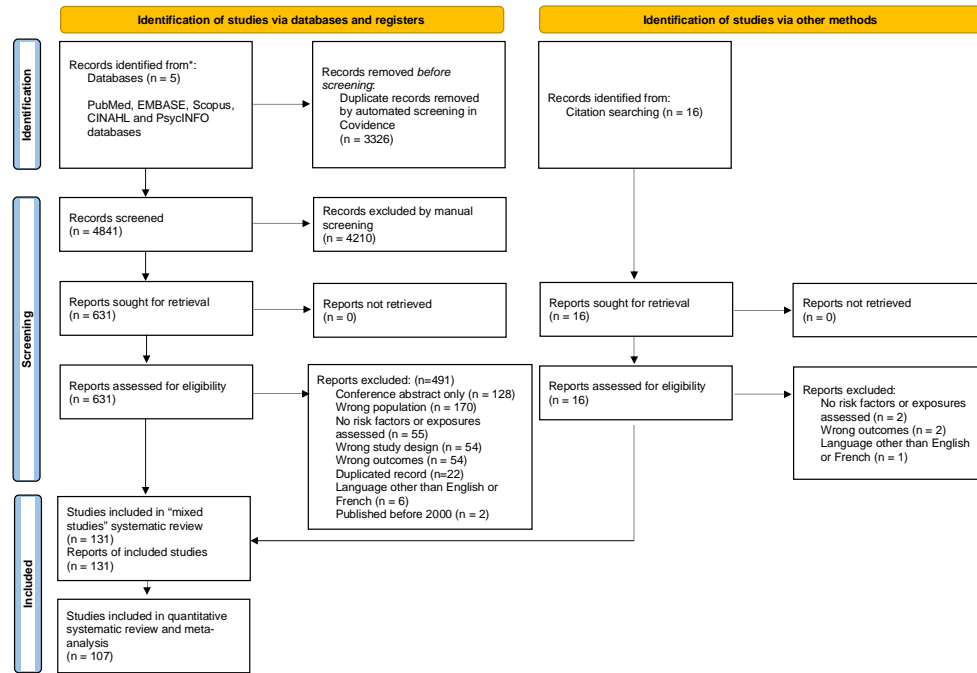 Identification of studies via databases and registers
Identification of studies via other methods
Identification
Records identified from*:
Databases (n = 5)
PubMed, EMBASE, Scopus,
CINAHL and PsycINFO
databases
Records removed before
screening:
Duplicate records removed
by automated screening in
Covidence
(n = 3326)
Records identified from:
Citation searching (n = 16)
Screening
Records screened
(n = 4841)
Records excluded by manual
screening
(n = 4210)
Reports sought for retrieval
(n = 631)
Reports not retrieved
(n = 0)
Reports sought for retrieval
(n = 16)
Reports not retrieved
(n = 0)
Reports assessed for eligibility
(n = 631)
Reports excluded: (n=491)
Conference abstract only (n = 128)
Wrong population (n = 170)
No risk factors or exposures
assessed (n = 55)
Wrong study design (n = 54)
Wrong outcomes (n = 54)
Duplicated record (n=22)
Language other than English or
French (n = 6)
Published before 2000 (n = 2)
Reports assessed for eligibility
(n = 16)
Reports excluded:
No risk factors or exposures
assessed (n = 2)
Wrong outcomes (n = 2)
Language other than English
or French (n = 1)
Included
Studies included in "mixed
studies" systematic review
(n = 131)
Reports of included studies
(n = 131)
Studies included in quantitative
systematic review and meta-
analysis
(n = 107)